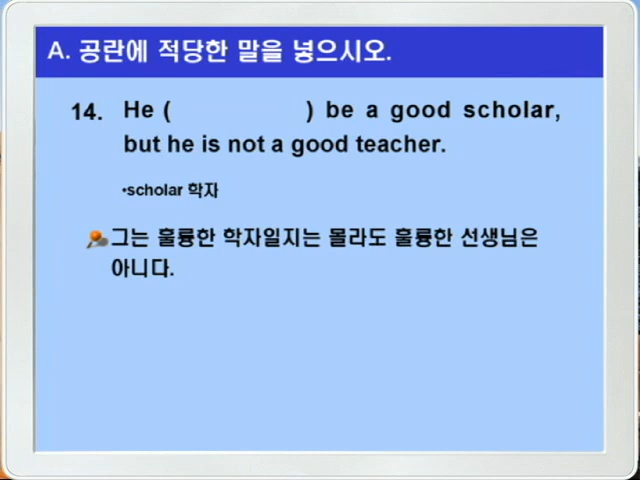 A. 공란에 적당한 말을 넣으시오.
14. He ( ) be a good scholar,
but he is not a good teacher.
•scholar 학자
그는 훌륭한 학자일지는 몰라도 훌륭한 선생님은
아니다.